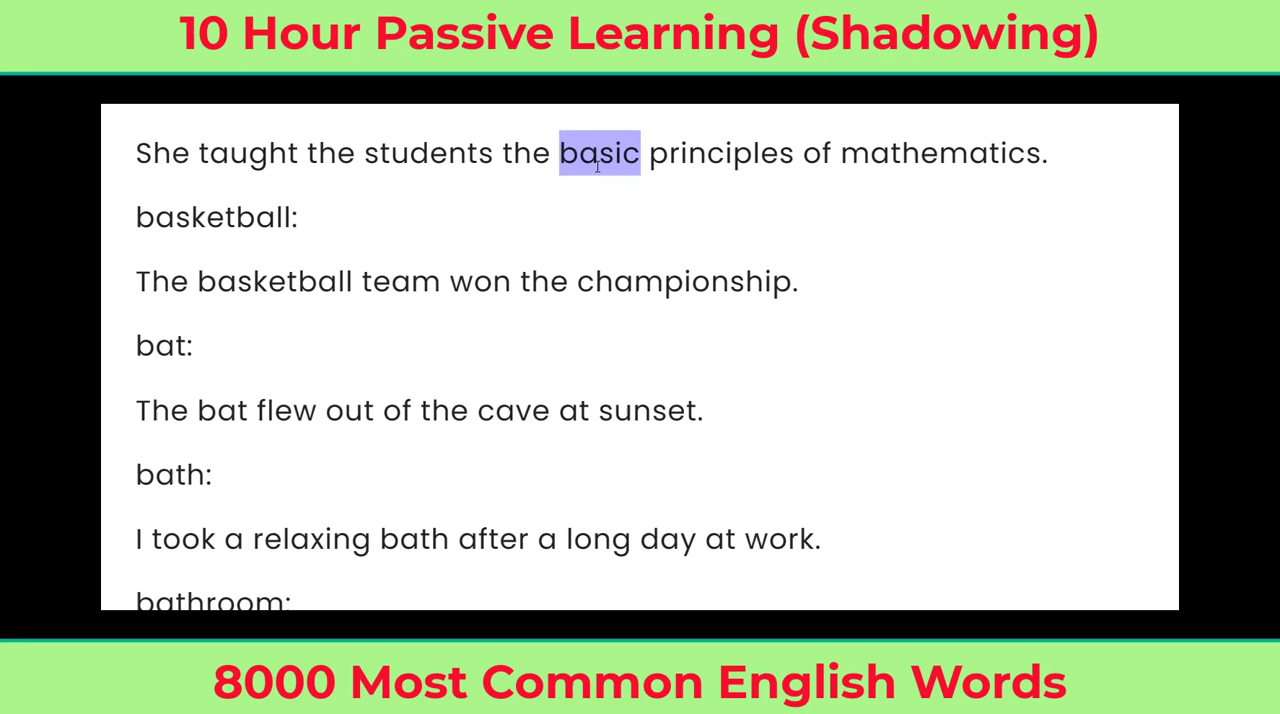 10 Hour Passive Learning (Shadowing)
She taught the students the basic principles of mathematics.
basketball:
The basketball team won the championship.
bat:
The bat flew out of the cave at sunset.
bath:
I took a relaxing bath after a long day at work.
bathroom:
8000 Most Common English Words